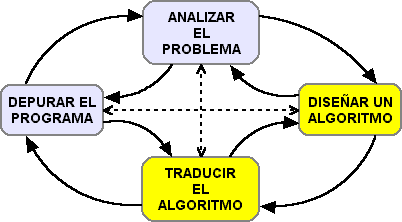 ANALIZAR
EL
PROBLEMA
DEPURAR EL
PROGRAMA
DISEÑAR UN
ALGORITMO
TRADUCIR
EL
ALGORITMO